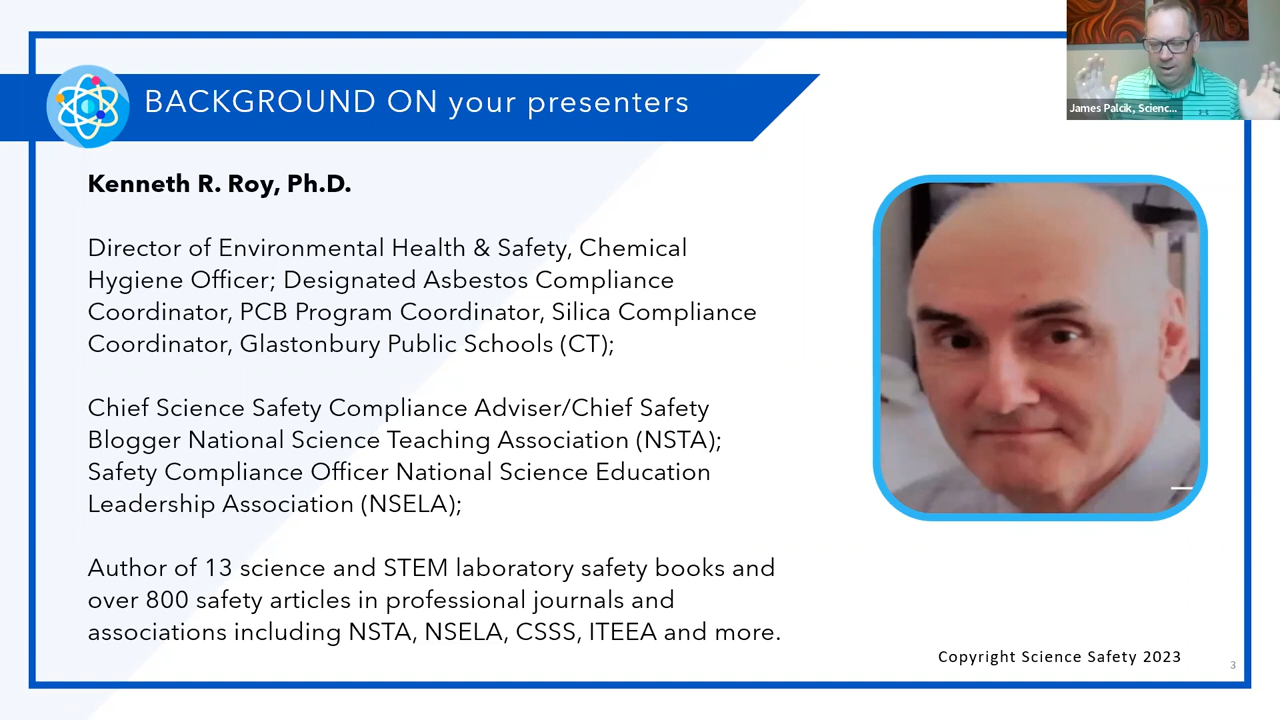 BACKGROUND ON your presenters
James Palcik, Scienc...
Kenneth R. Roy, Ph.D.
Director of Environmental Health & Safety, Chemical
Hygiene Officer; Designated Asbestos Compliance
Coordinator, PCB Program Coordinator, Silica Compliance
Coordinator, Glastonbury Public Schools (CT);
Chief Science Safety Compliance Adviser/Chief Safety
Blogger National Science Teaching Association (NSTA);
Safety Compliance Officer National Science Education
Leadership Association (NSELA);
Author of 13 science and STEM laboratory safety books and
over 800 safety articles in professional journals and
associations including NSTA, NSELA, CSSS, ITEEA and more.
Copyright Science Safety 2023
3